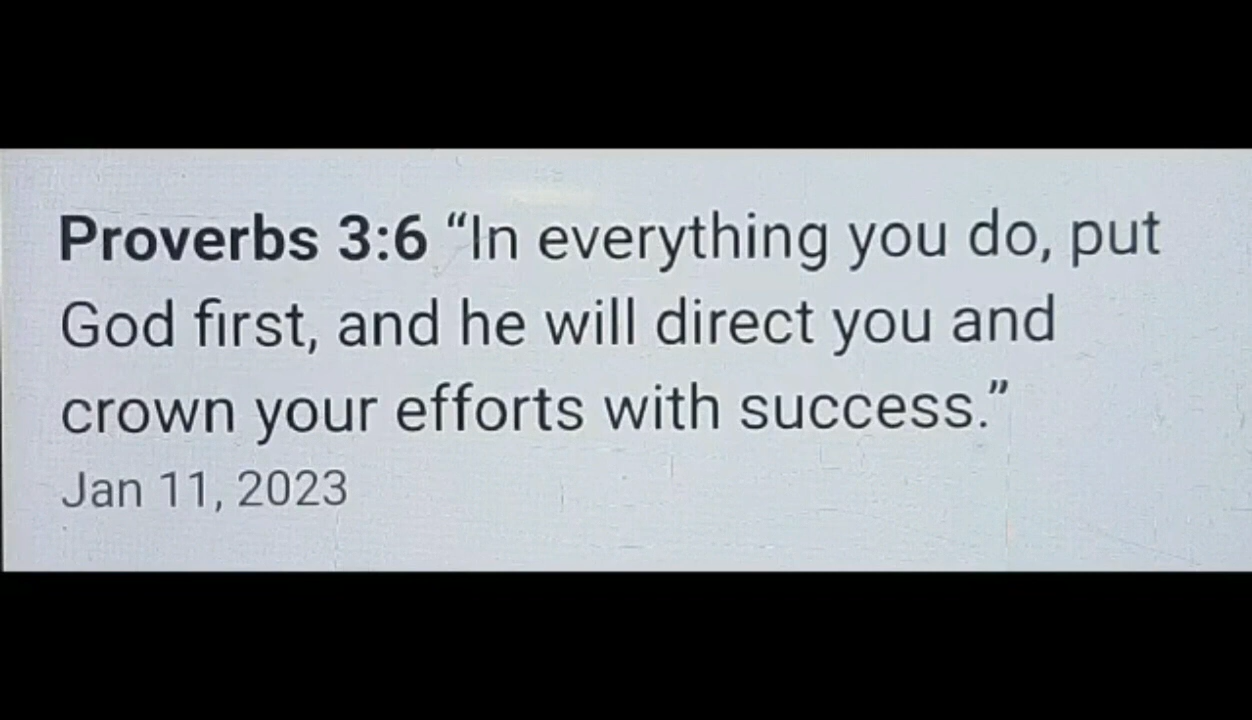 Proverbs 3:6 “In everything you do, put
God first, and he will direct you and
crown your efforts with success.”
Jan 11, 2023